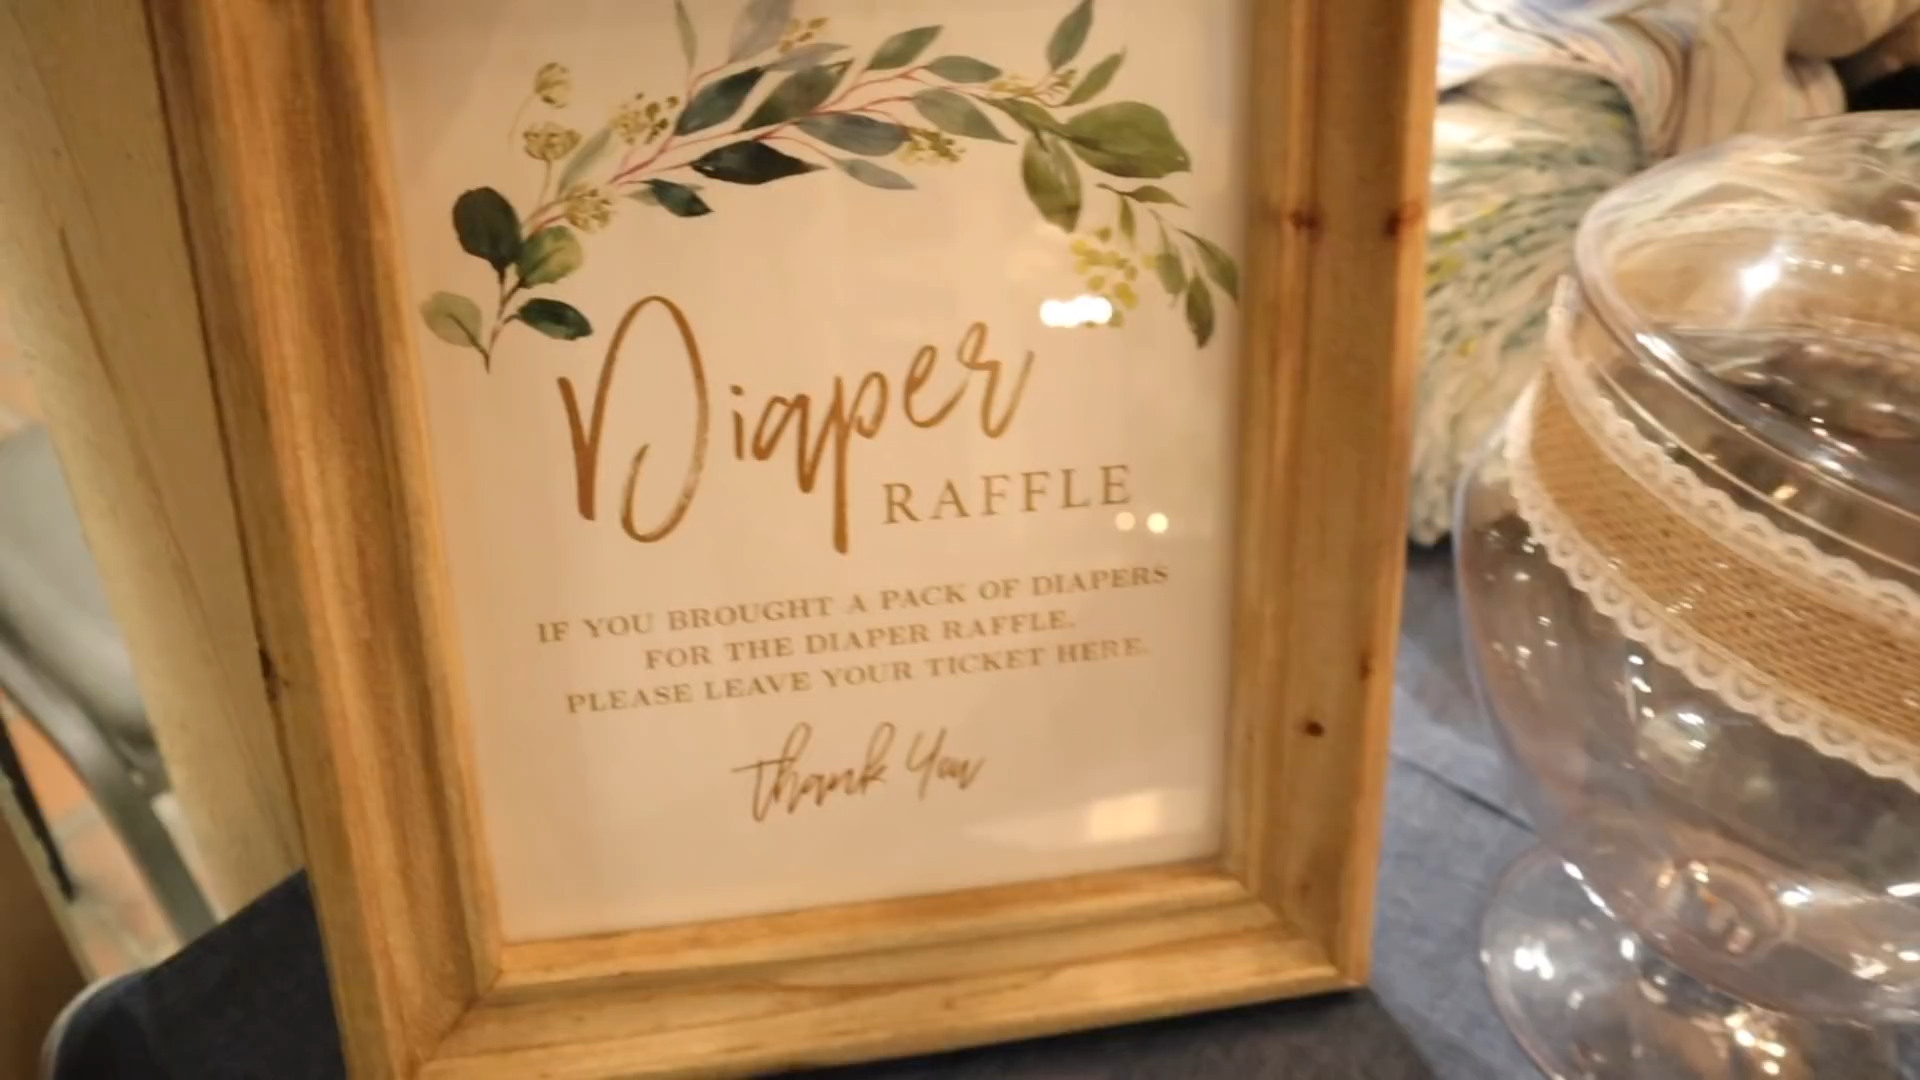 Diaper
RAFFLE
IF YOU BROUGHT A PACK OF DIAPERS
FOR THE DIAPER RAFFLE,
PLEASE LEAVE YOUR TICKET HERE.
thank you